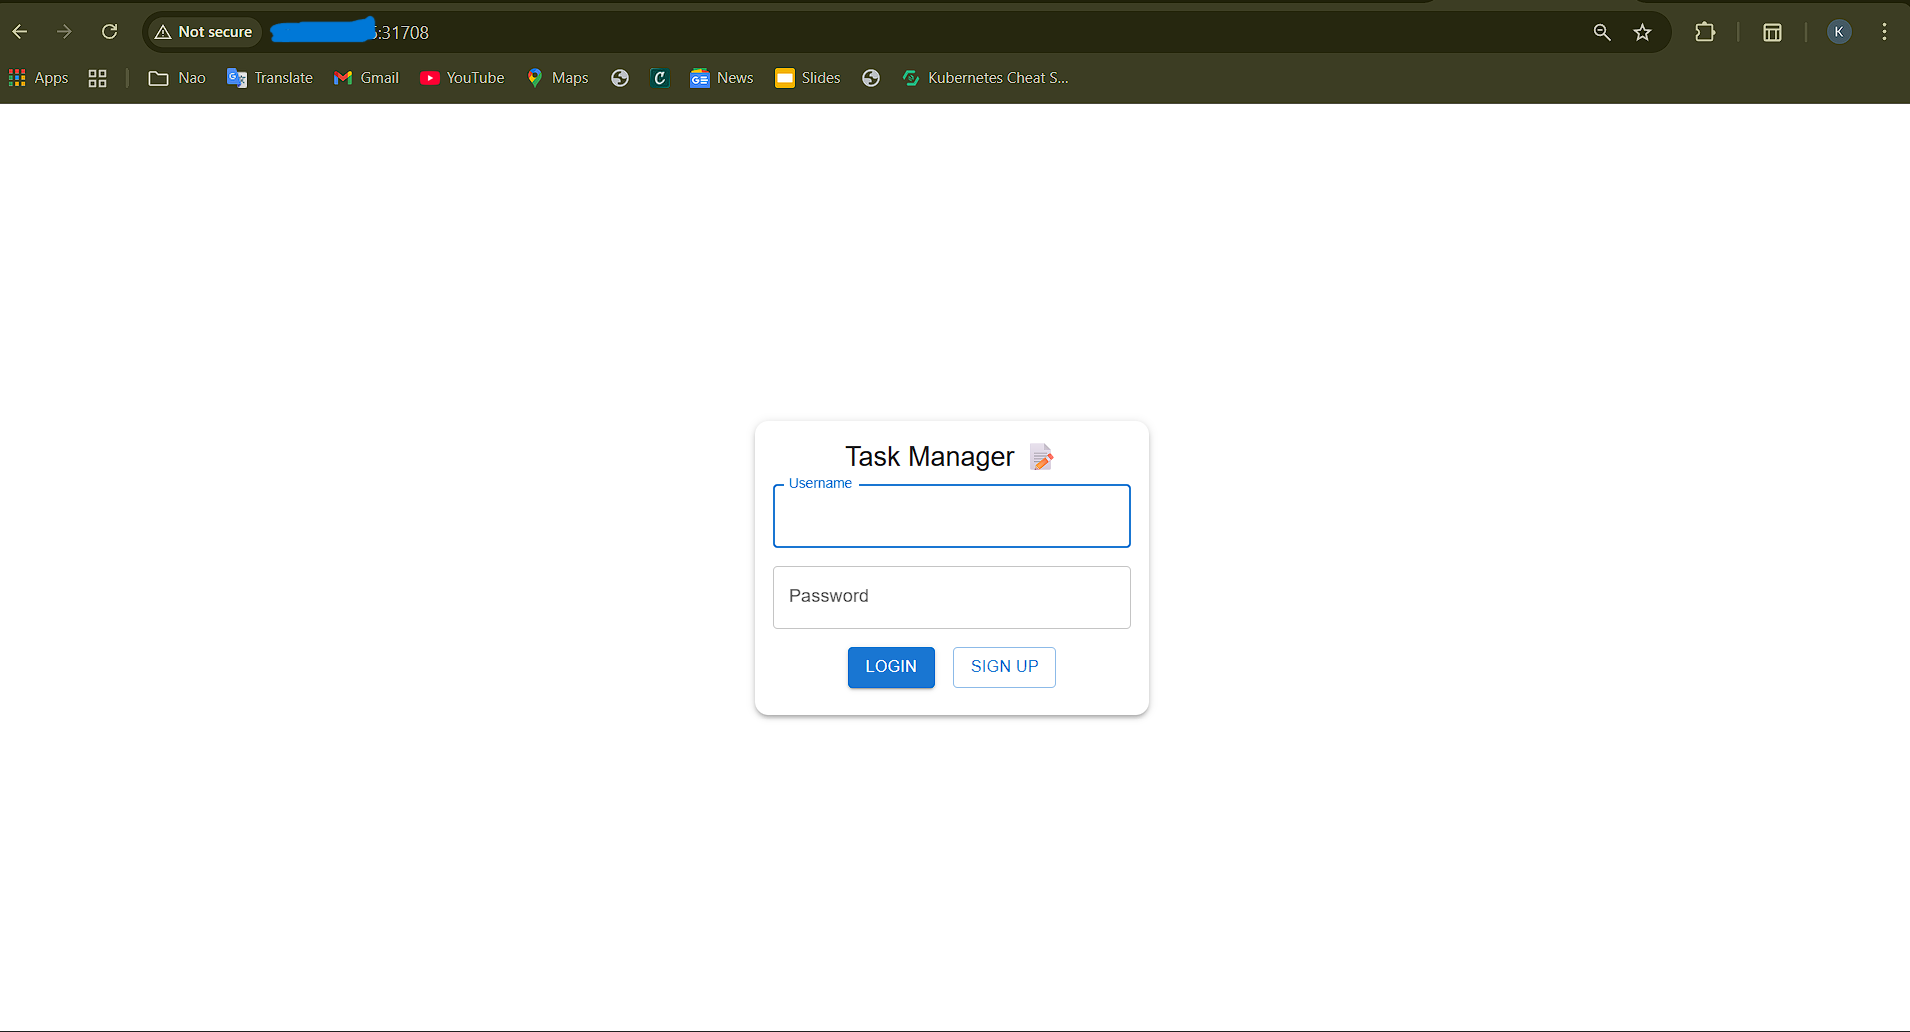 Not secure 5:31708
K
Apps Nao Translate Gmail YouTube Maps News Slides Kubernetes Cheat S...
Task Manager
Username
Password
LOGIN SIGN UP